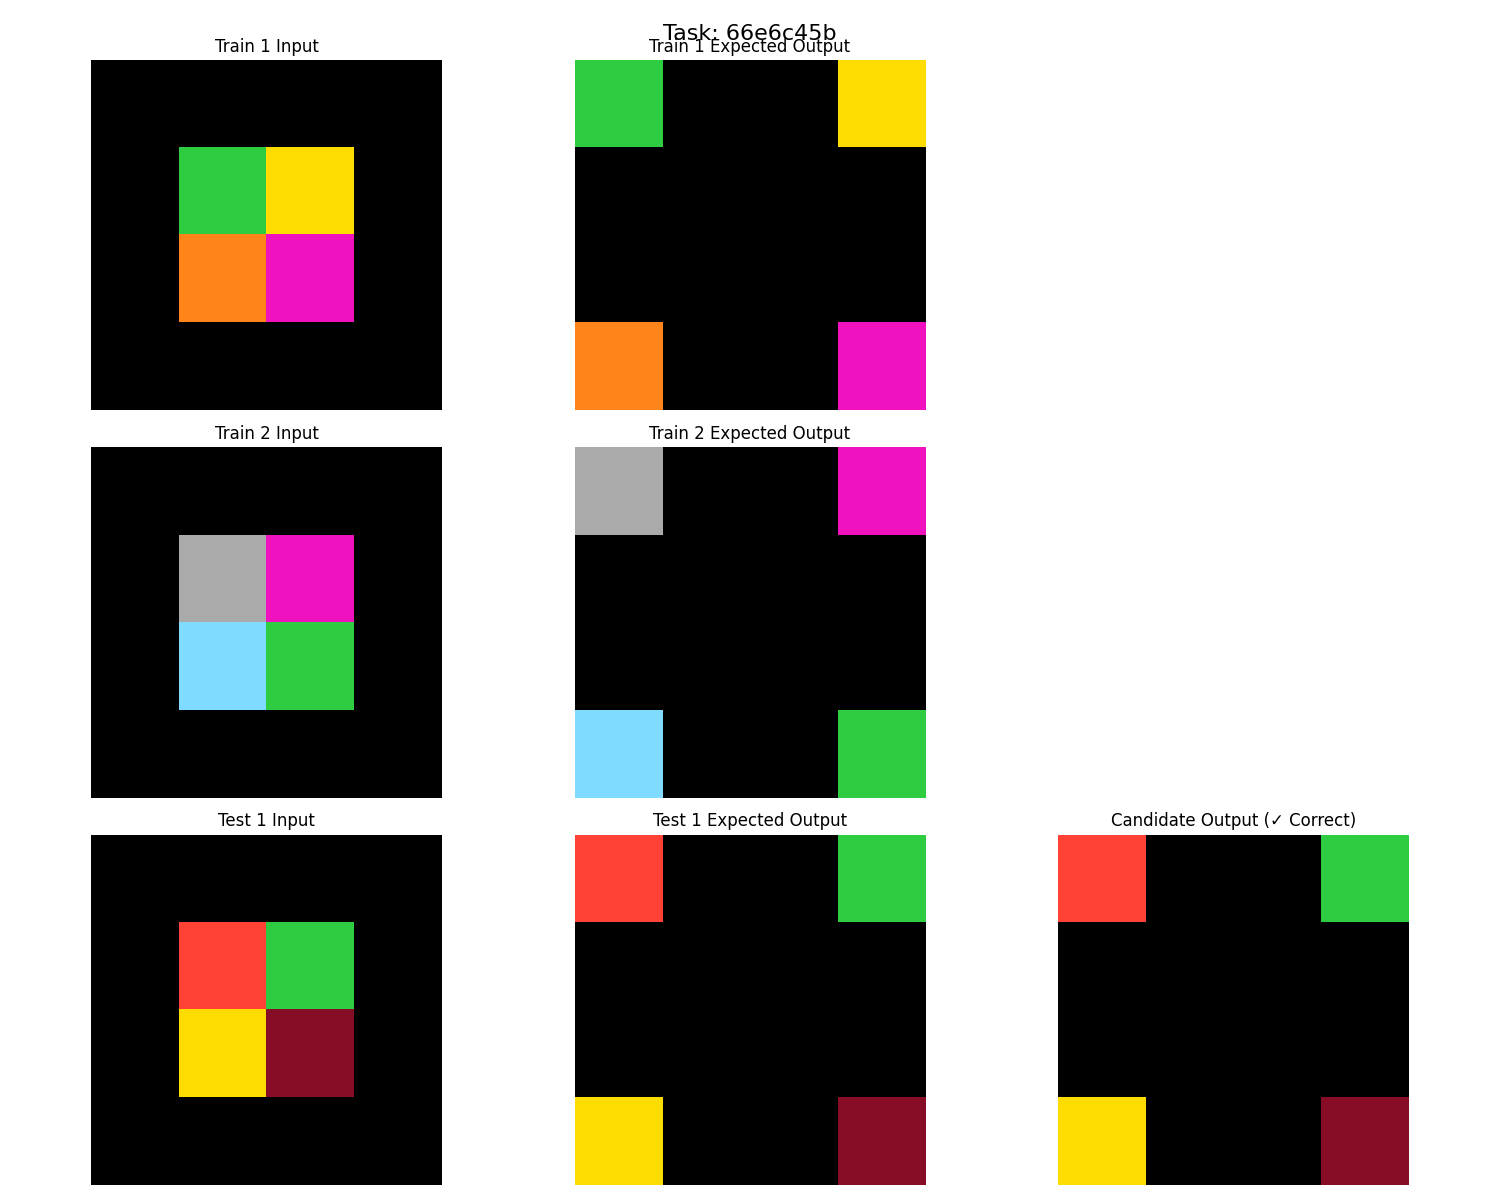 Task: 66e6c45b
Train 1 Input
Train 1 Expected Output
Train 2 Input
Train 2 Expected Output
Test 1 Input
Test 1 Expected Output
Candidate Output (✓ Correct)